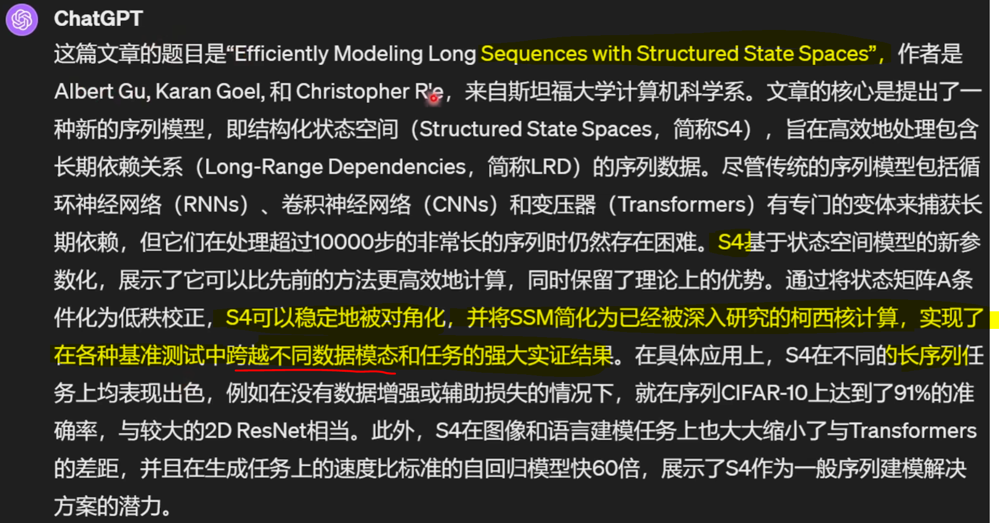 ChatGPT
这篇文章的题目是“Efficiently Modeling Long Sequences with Structured State Spaces”，作者是
Albert Gu, Karan Goel, 和 Christopher R'e，来自斯坦福大学计算机科学系。文章的核心是提出了一
种新的序列模型，即结构化状态空间（Structured State Spaces，简称S4），旨在高效地处理包含
长期依赖关系（Long-Range Dependencies，简称LRD）的序列数据。尽管传统的序列模型包括循
环神经网络（RNNs）、卷积神经网络（CNNs）和变压器（Transformers）有专门的变体来捕获长
期依赖，但它们在处理超过10000步的非常长的序列时仍然存在困难。S4基于状态空间模型的新参
数化，展示了它可以比先前的方法更高效地计算，同时保留了理论上的优势。通过将状态矩阵A条
件化为低秩校正，S4可以稳定地被对角化，并将SSM简化为已经被深入研究的柯西核计算，实现了
在各种基准测试中跨越不同数据模态和任务的强大实证结果。在具体应用上，S4在不同的长序列任
务上均表现出色，例如在没有数据增强或辅助损失的情况下，就在序列CIFAR-10上达到了91%的准
确率，与较大的2D ResNet相当。此外，S4在图像和语言建模任务上也大大缩小了与Transformers
的差距，并且在生成任务上的速度比标准的自回归模型快60倍，展示了S4作为一般序列建模解决
方案的潜力。